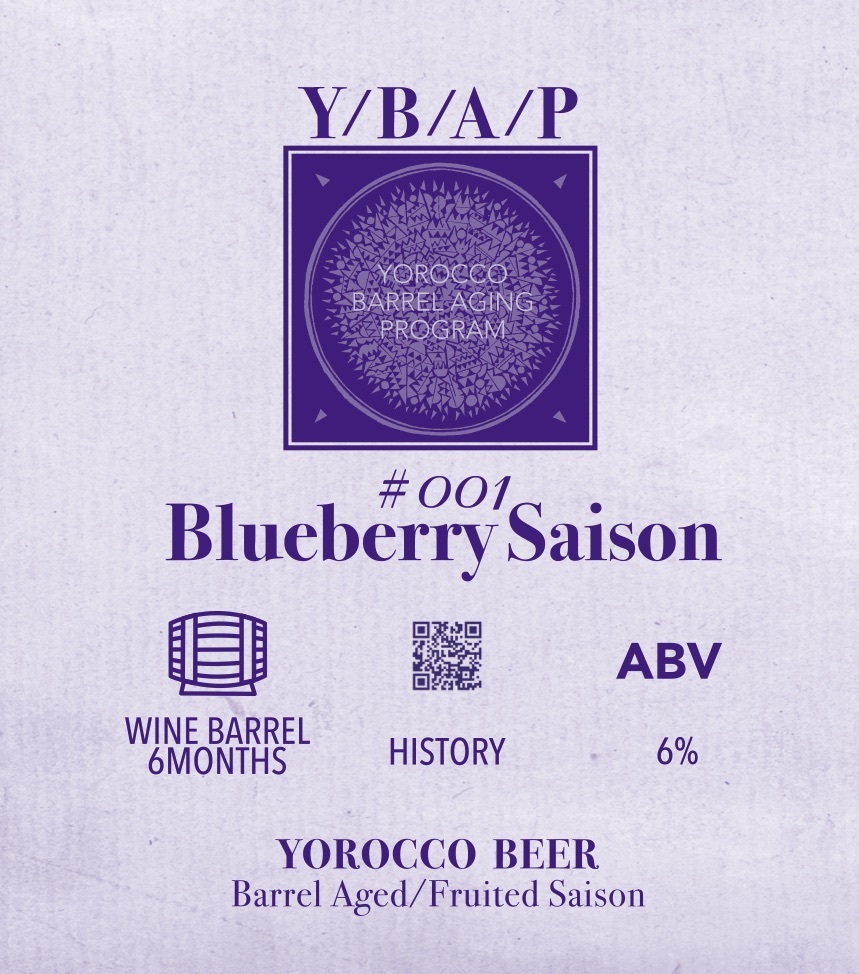 Y/B/A/P
YOROCCO
BARREL AGING
PROGRAM
#001
Blueberry Saison
WINE BARREL
6MONTHS
HISTORY
ABV
6%
YOROCCO BEER
Barrel Aged/Fruited Saison